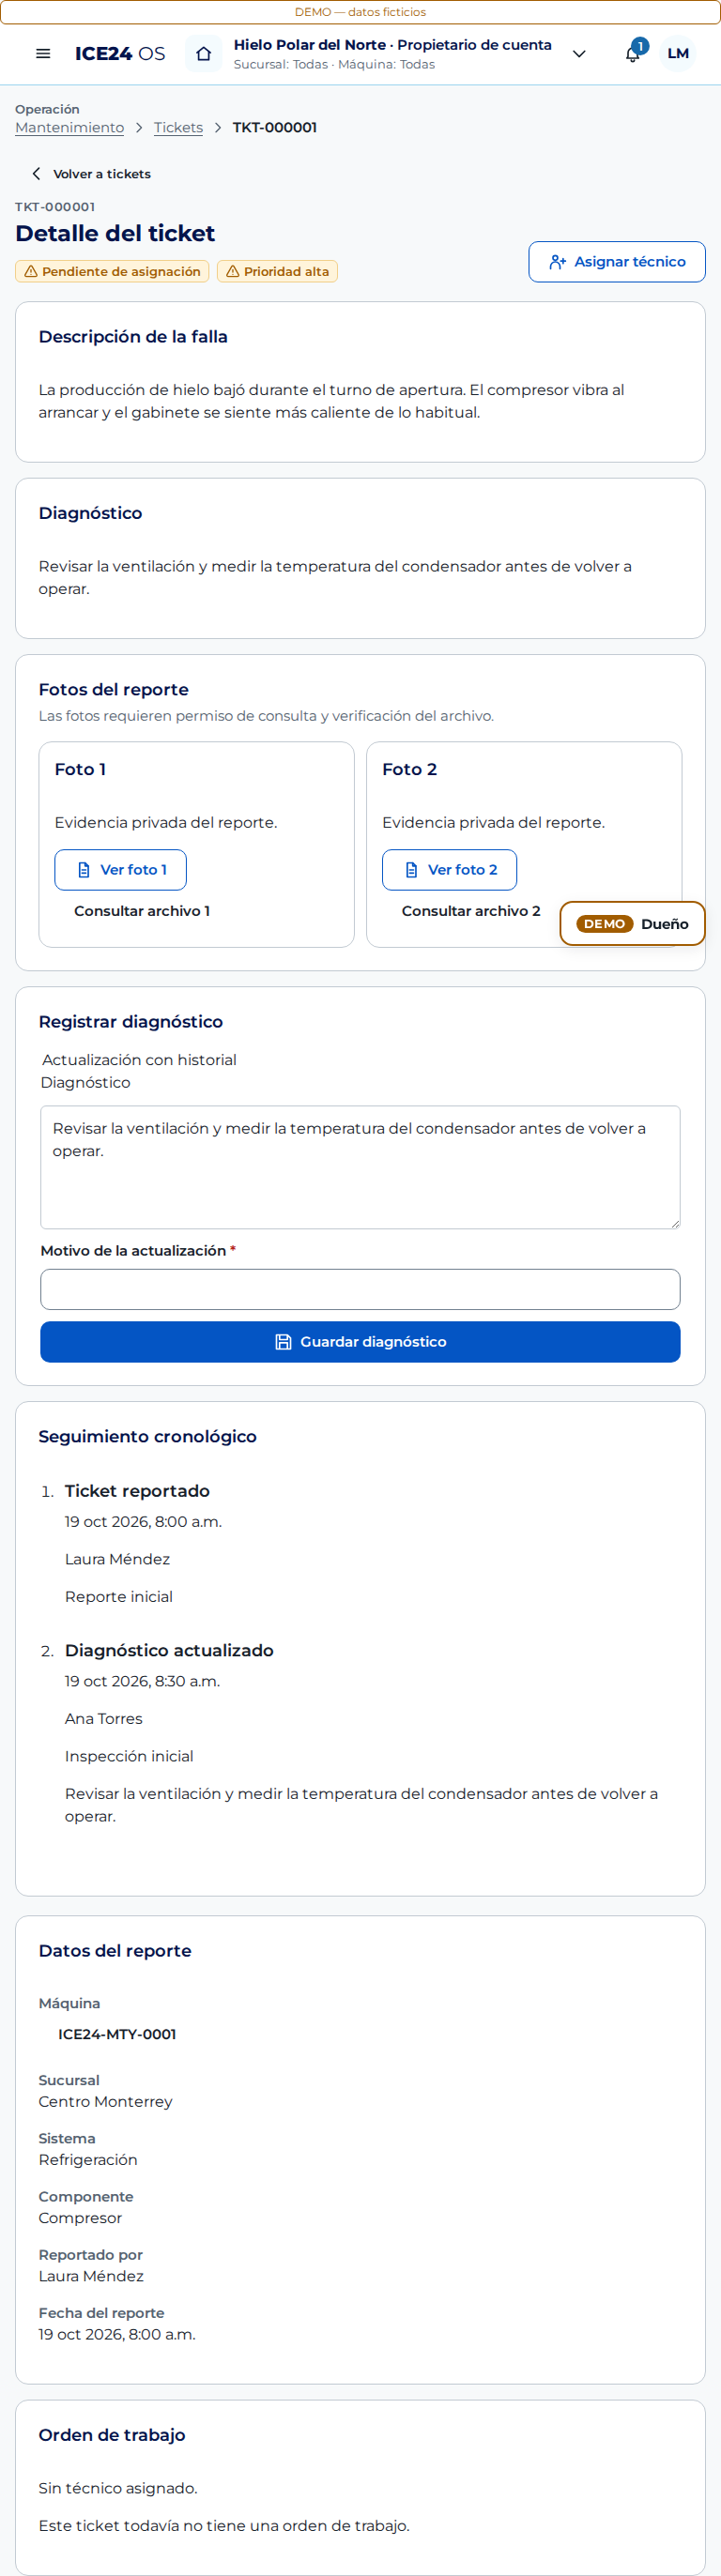 DEMO — datos ficticios
ICE24 OS
Hielo Polar del Norte · Propietario de cuenta
Sucursal: Todas · Máquina: Todas
1
LM
Operación
Mantenimiento > Tickets > TKT-000001
Volver a tickets
TKT-000001
Detalle del ticket
Pendiente de asignación
Prioridad alta
Asignar técnico
Descripción de la falla
La producción de hielo bajó durante el turno de apertura. El compresor vibra al
arrancar y el gabinete se siente más caliente de lo habitual.
Diagnóstico
Revisar la ventilación y medir la temperatura del condensador antes de volver a
operar.
Fotos del reporte
Las fotos requieren permiso de consulta y verificación del archivo.
Foto 1
Evidencia privada del reporte.
Ver foto 1
Consultar archivo 1
Foto 2
Evidencia privada del reporte.
Ver foto 2
Consultar archivo 2
DEMO Dueño
Registrar diagnóstico
Actualización con historial
Diagnóstico
Revisar la ventilación y medir la temperatura del condensador antes de volver a
operar.
Motivo de la actualización *
Guardar diagnóstico
Seguimiento cronológico
1. Ticket reportado
19 oct 2026, 8:00 a.m.
Laura Méndez
Reporte inicial
2. Diagnóstico actualizado
19 oct 2026, 8:30 a.m.
Ana Torres
Inspección inicial
Revisar la ventilación y medir la temperatura del condensador antes de volver a
operar.
Datos del reporte
Máquina
ICE24-MTY-0001
Sucursal
Centro Monterrey
Sistema
Refrigeración
Componente
Compresor
Reportado por
Laura Méndez
Fecha del reporte
19 oct 2026, 8:00 a.m.
Orden de trabajo
Sin técnico asignado.
Este ticket todavía no tiene una orden de trabajo.